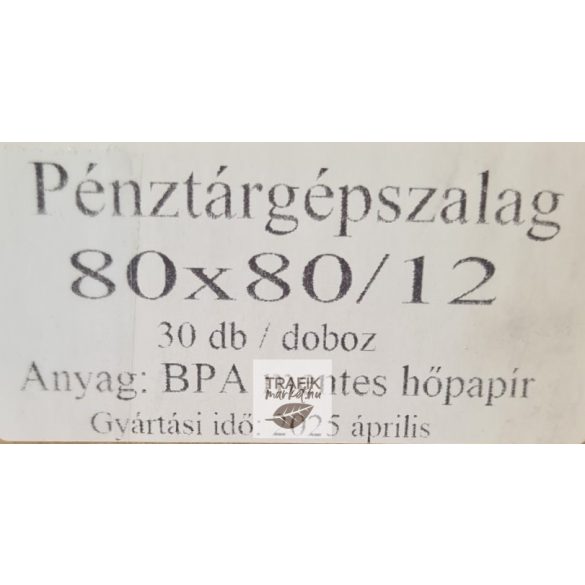 Pénztárgépszalag
80x80/12
30 db / doboz
Anyag: BPA mentes hőpapír
Gyártási idő: 2025 április
TRAFIK
market.hu